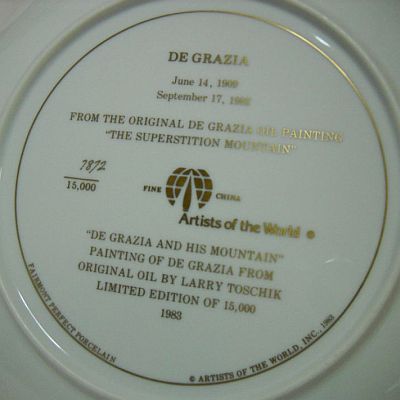 DE GRAZIA
June 14, 1909
September 17, 1982
FROM THE ORIGINAL DE GRAZIA OIL PAINTING
"THE SUPERSTITION MOUNTAIN"
7872
15,000
FINE CHINA
Artists of the World ®
"DE GRAZIA AND HIS MOUNTAIN"
PAINTING OF DE GRAZIA FROM
ORIGINAL OIL BY LARRY TOSCHIK
LIMITED EDITION OF 15,000
1983
FAIRMONT PERFECT PORCELAIN
© ARTISTS OF THE WORLD, INC., 1983